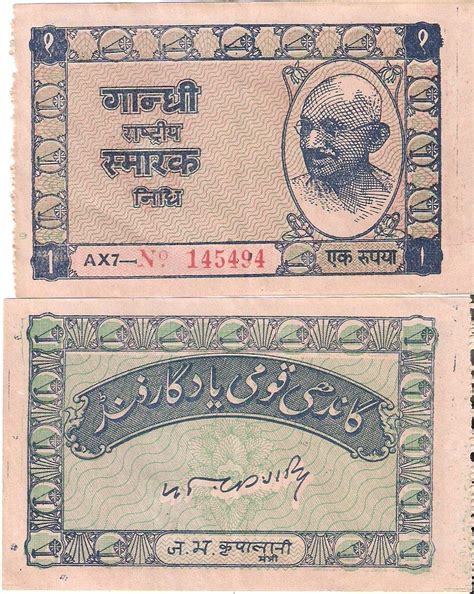 १ १
गान्धी
राष्ट्रीय
स्मारक
निधि
1 AX7—Nº 145494 एक रुपया 1
گاندھی قومی یادگار فنڈ
ज. भ. कृपालानी
मंत्री